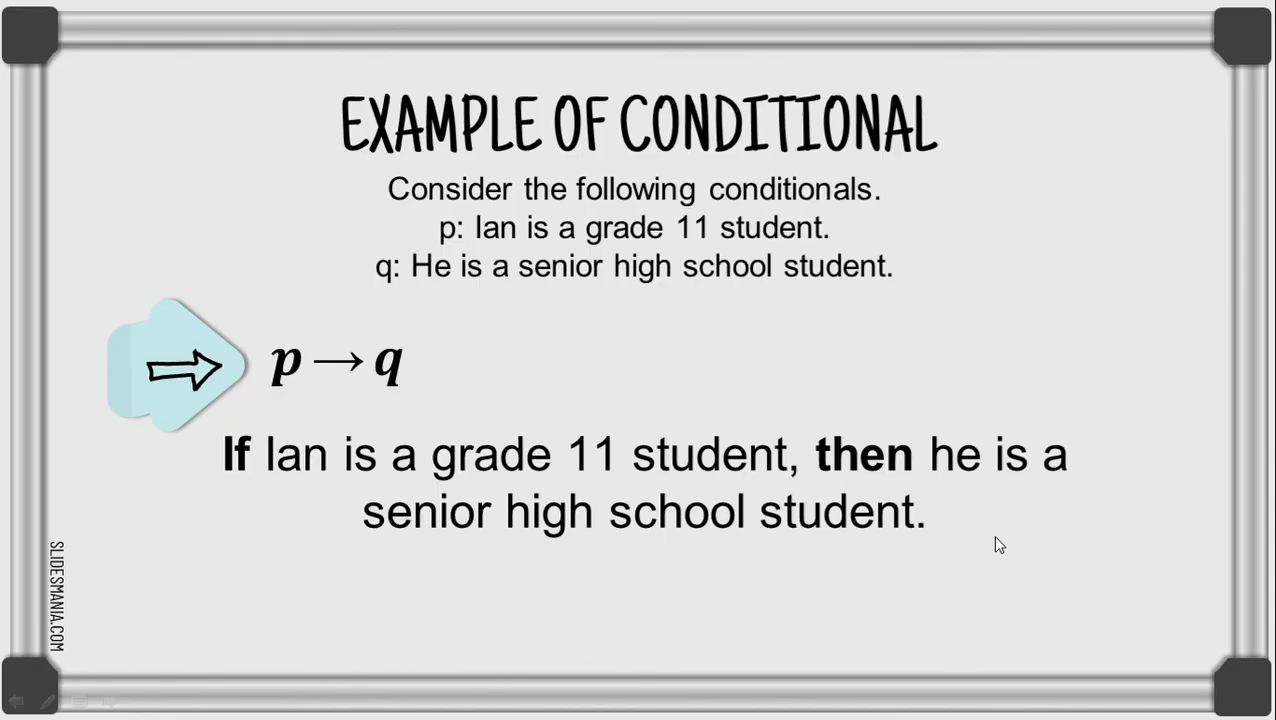 EXAMPLE OF CONDITIONAL
Consider the following conditionals.
p: Ian is a grade 11 student.
q: He is a senior high school student.
p → q
If Ian is a grade 11 student, then he is a
senior high school student.
SLIDESMANIA.COM